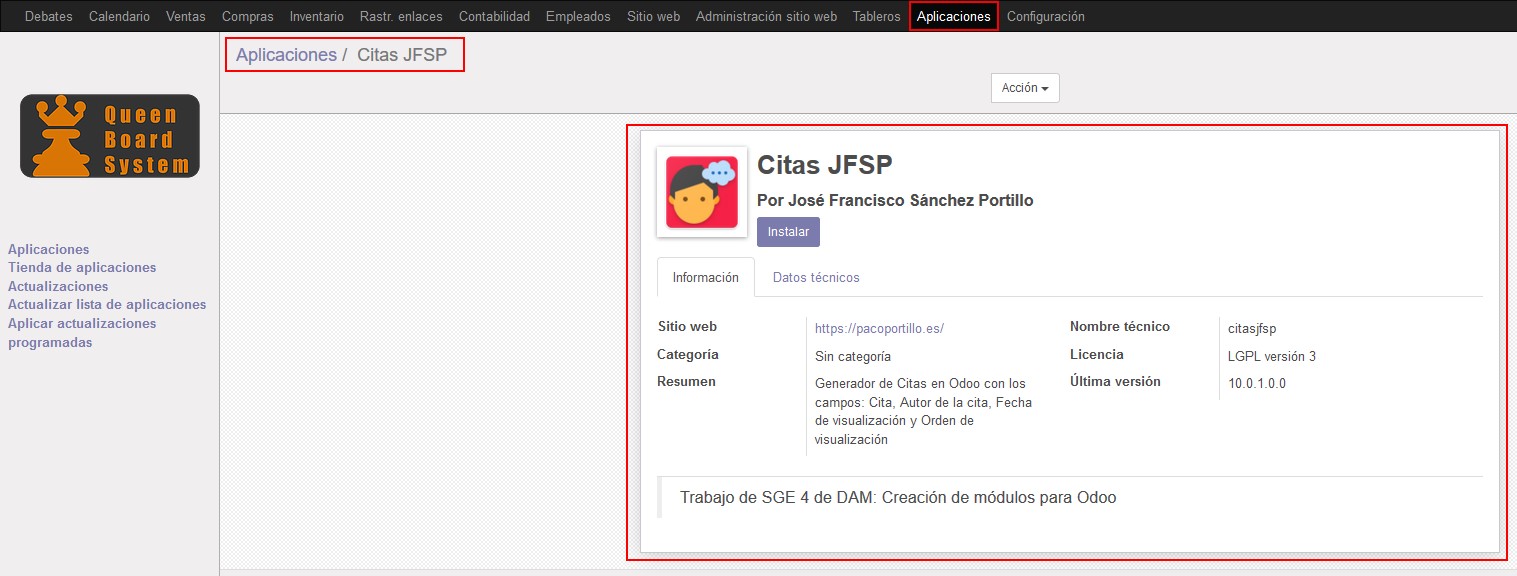 Debates Calendario Ventas Compras Inventario Rastr. enlaces Contabilidad Empleados Sitio web Administración sitio web Tableros Aplicaciones Configuración
Aplicaciones / Citas JFSP
Acción
Queen
Board
System
Aplicaciones
Tienda de aplicaciones
Actualizaciones
Actualizar lista de aplicaciones
Aplicar actualizaciones
programadas
Citas JFSP
Por José Francisco Sánchez Portillo
Instalar
Información Datos técnicos
Sitio web https://pacoportillo.es/
Categoría Sin categoría
Resumen Generador de Citas en Odoo con los
campos: Cita, Autor de la cita, Fecha
de visualización y Orden de
visualización
Nombre técnico citasjfsp
Licencia LGPL versión 3
Última versión 10.0.1.0.0
Trabajo de SGE 4 de DAM: Creación de módulos para Odoo